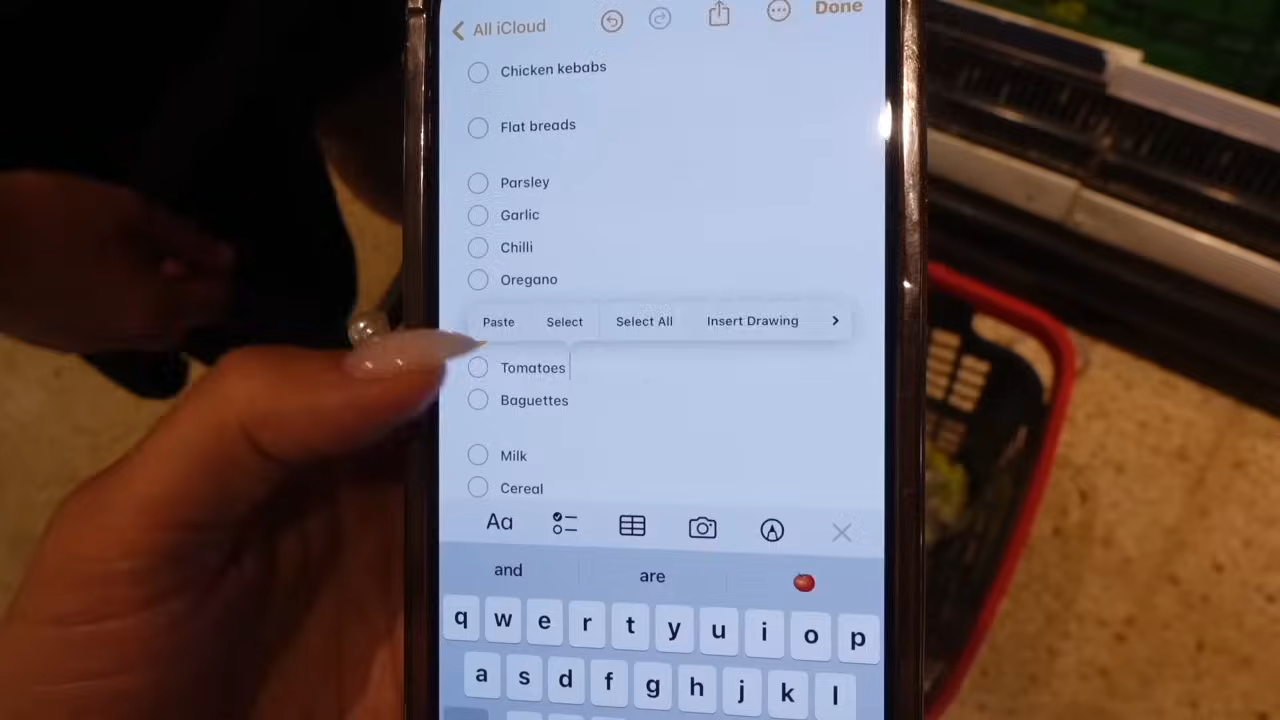 All iCloud Done
Chicken kebabs
Flat breads
Parsley
Garlic
Chilli
Oregano
Paste Select Select All Insert Drawing
Tomatoes
Baguettes
Milk
Cereal
Aa
and are
q w e r t y u i o p
a s d f g h j k l